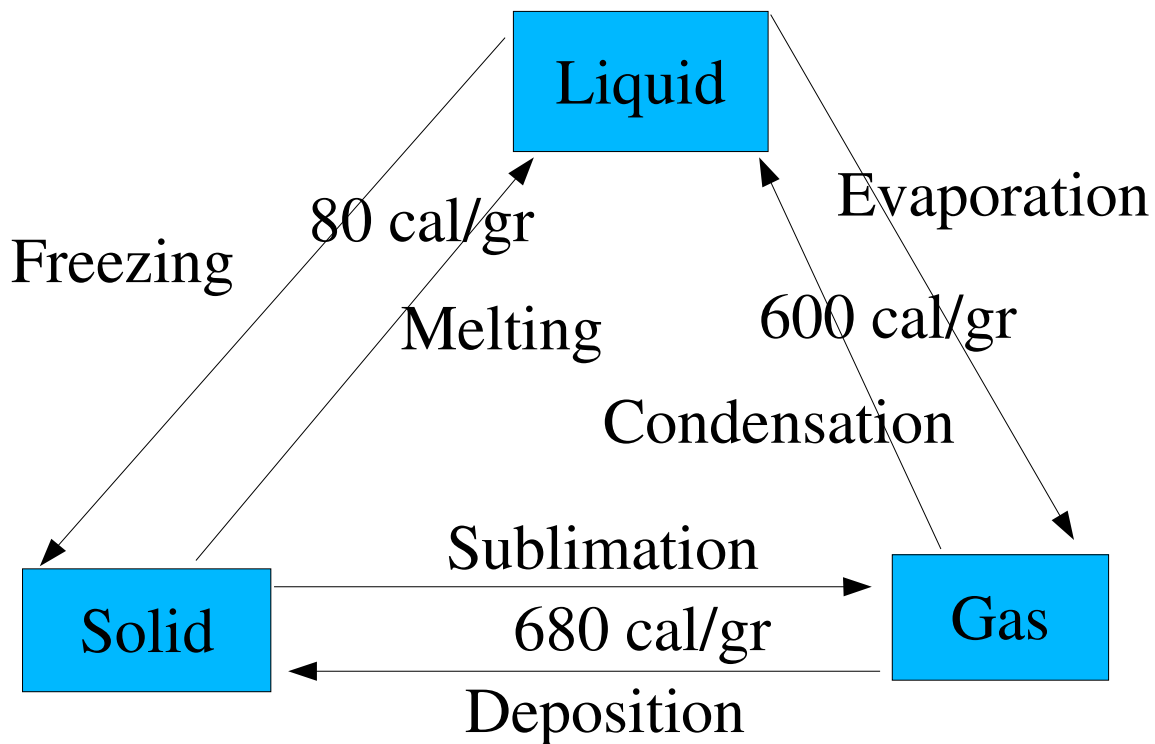 Liquid
Evaporation
80 cal/gr
Freezing
Melting
600 cal/gr
Condensation
Sublimation
Solid
680 cal/gr
Gas
Deposition